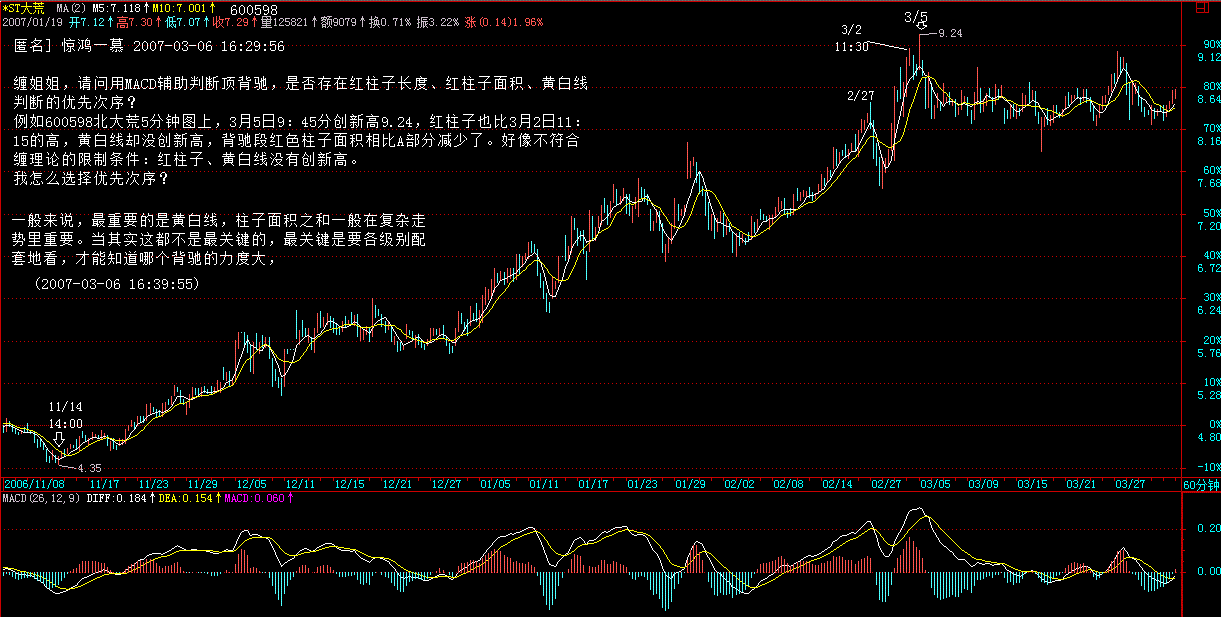 *ST大荒 MA(2) M5:7.118↑M10:7.001↑ 600598
2007/01/19 开7.12↑高7.30↑低7.07↑收7.29↑量125821↑额9079↑换0.71% 振3.22% 涨(0.14)1.96%
匿名] 惊鸿一慕 2007-03-06 16:29:56
缠姐姐，请问用MACD辅助判断顶背驰，是否存在红柱子长度、红柱子面积、黄白线
判断的优先次序？
例如600598北大荒5分钟图上，3月5日9：45分创新高9.24，红柱子也比3月2日11：
15的高，黄白线却没创新高，背驰段红色柱子面积相比A部分减少了。好像不符合
缠理论的限制条件：红柱子、黄白线没有创新高。
我怎么选择优先次序？
一般来说，最重要的是黄白线，柱子面积之和一般在复杂走
势里重要。当其实这都不是最关键的，最关键是要各级别配
套地看，才能知道哪个背驰的力度大，
(2007-03-06 16:39:55)
3/5
9.24
3/2
11:30
2/27
11/14
14:00
4.35
90%
9.12
80%
8.64
70%
8.16
60%
7.68
50%
7.20
40%
6.72
30%
6.24
20%
5.76
10%
5.28
0%
4.80
-10%
2006/11/08 11/17 11/23 11/29 12/05 12/11 12/15 12/21 12/27 01/05 01/11 01/17 01/23 01/29 02/02 02/08 02/14 02/27 03/05 03/09 03/15 03/21 03/27 60分钟
MACD(26,12,9) DIFF:0.184↑DEA:0.154↑MACD:0.060↑
0.20
0.00